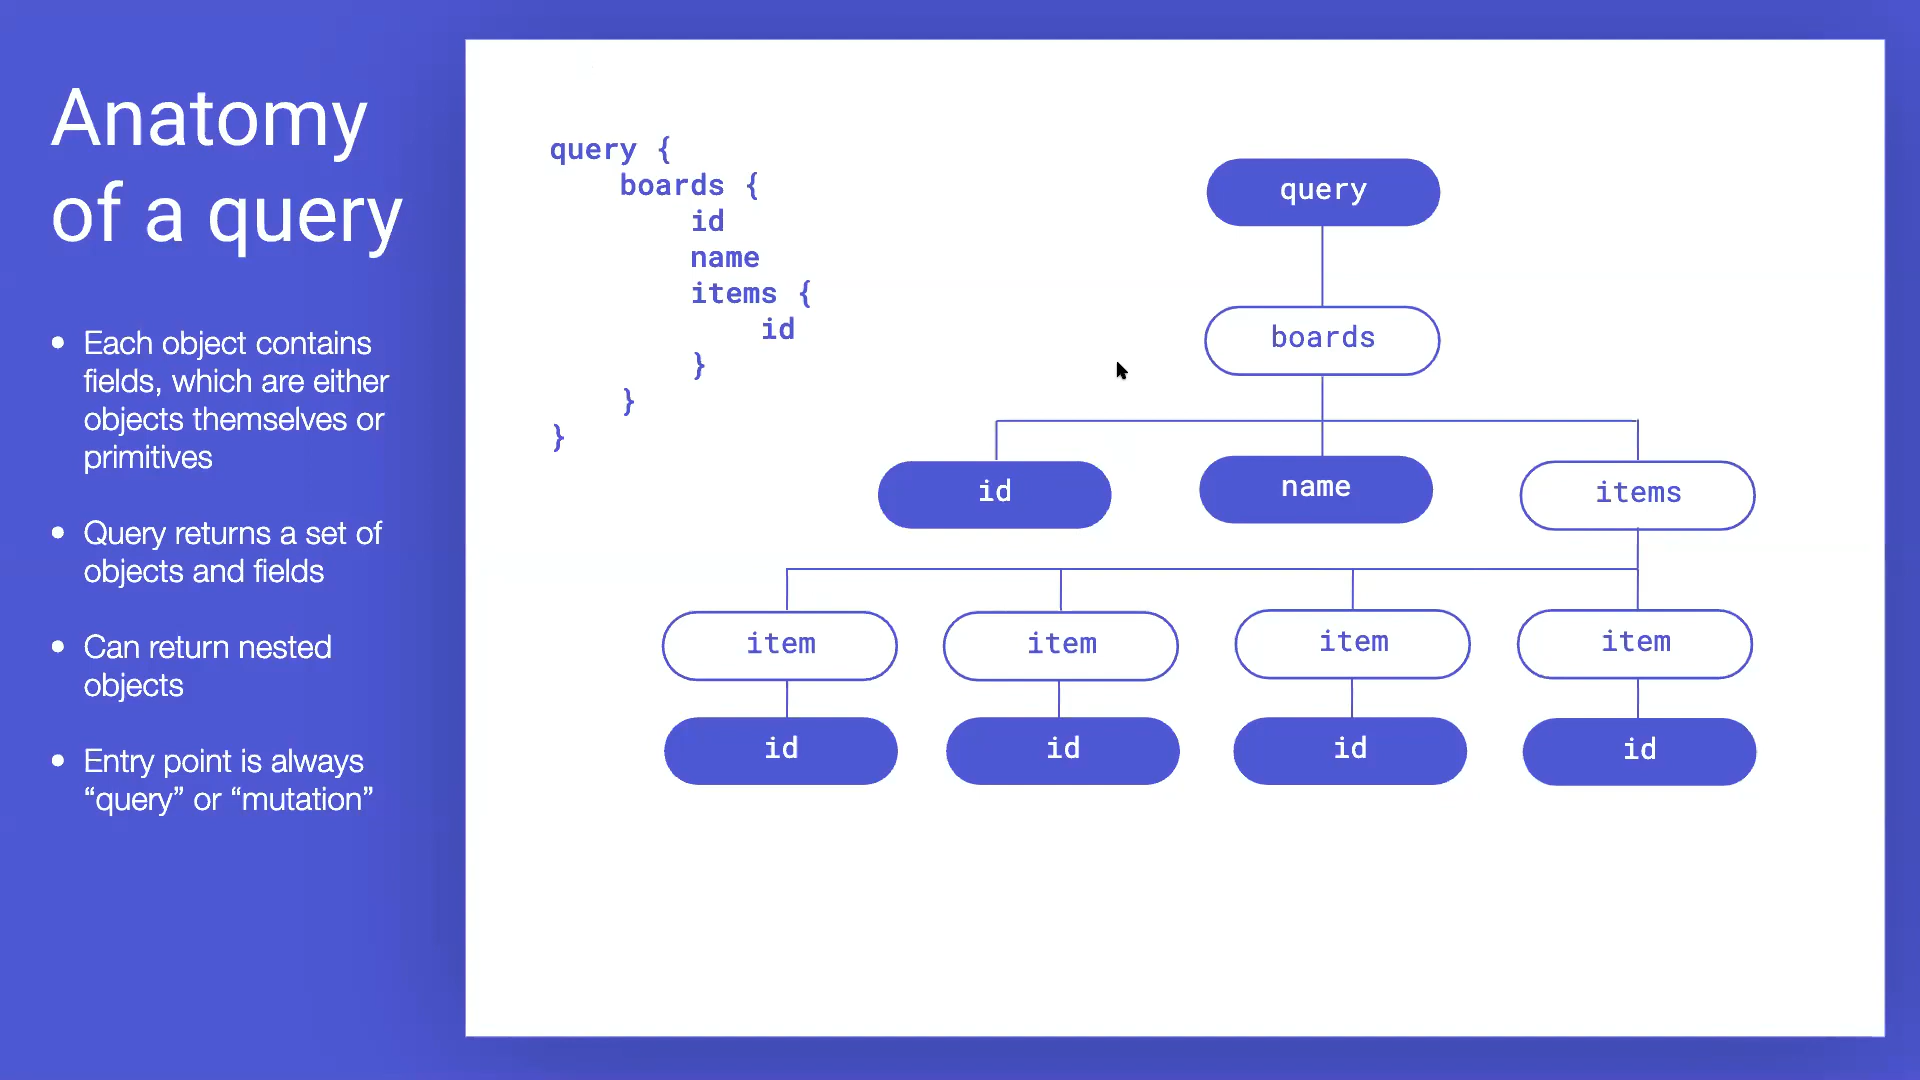 Anatomy
of a query
• Each object contains
fields, which are either
objects themselves or
primitives
• Query returns a set of
objects and fields
• Can return nested
objects
• Entry point is always
“query” or “mutation”
query {
boards {
id
name
items {
id
}
}
}
query
boards
id
name
items
item
item
item
item
id
id
id
id